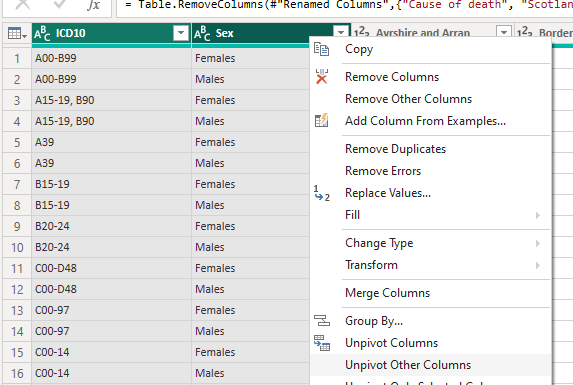 fx = Table.RemoveColumns(#"Renamed Columns",{"Cause of death", "Scotlan
ABC ICD10 ABC Sex 123 Ayrshire and Arran 123 Border
1 A00-B99 Females
2 A00-B99 Males
3 A15-19, B90 Females
4 A15-19, B90 Males
5 A39 Females
6 A39 Males
7 B15-19 Females
8 B15-19 Males
9 B20-24 Females
10 B20-24 Males
11 C00-D48 Females
12 C00-D48 Males
13 C00-97 Females
14 C00-97 Males
15 C00-14 Females
16 C00-14 Males
Copy
Remove Columns
Remove Other Columns
Add Column From Examples...
Remove Duplicates
Remove Errors
Replace Values...
Fill
Change Type
Transform
Merge Columns
Group By...
Unpivot Columns
Unpivot Other Columns